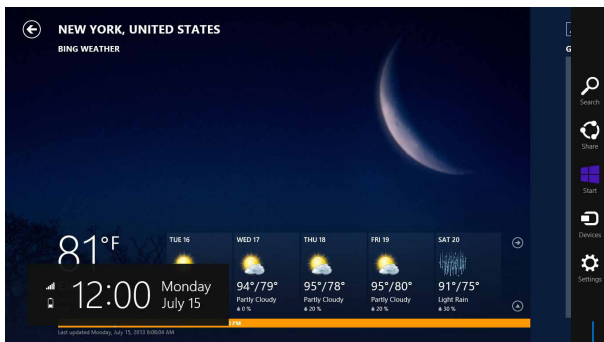 NEW YORK, UNITED STATES
BING WEATHER
81°F
TUE 16
WED 17
94°/79°
Partly Cloudy
0 %
THU 18
95°/78°
Partly Cloudy
20 %
FRI 19
95°/80°
Partly Cloudy
20 %
SAT 20
91°/75°
Light Rain
30 %
12:00
Monday
July 15
PM
Last updated Monday, July 15, 2013 6:06:04 AM
G
Search
Share
Start
Devices
Settings